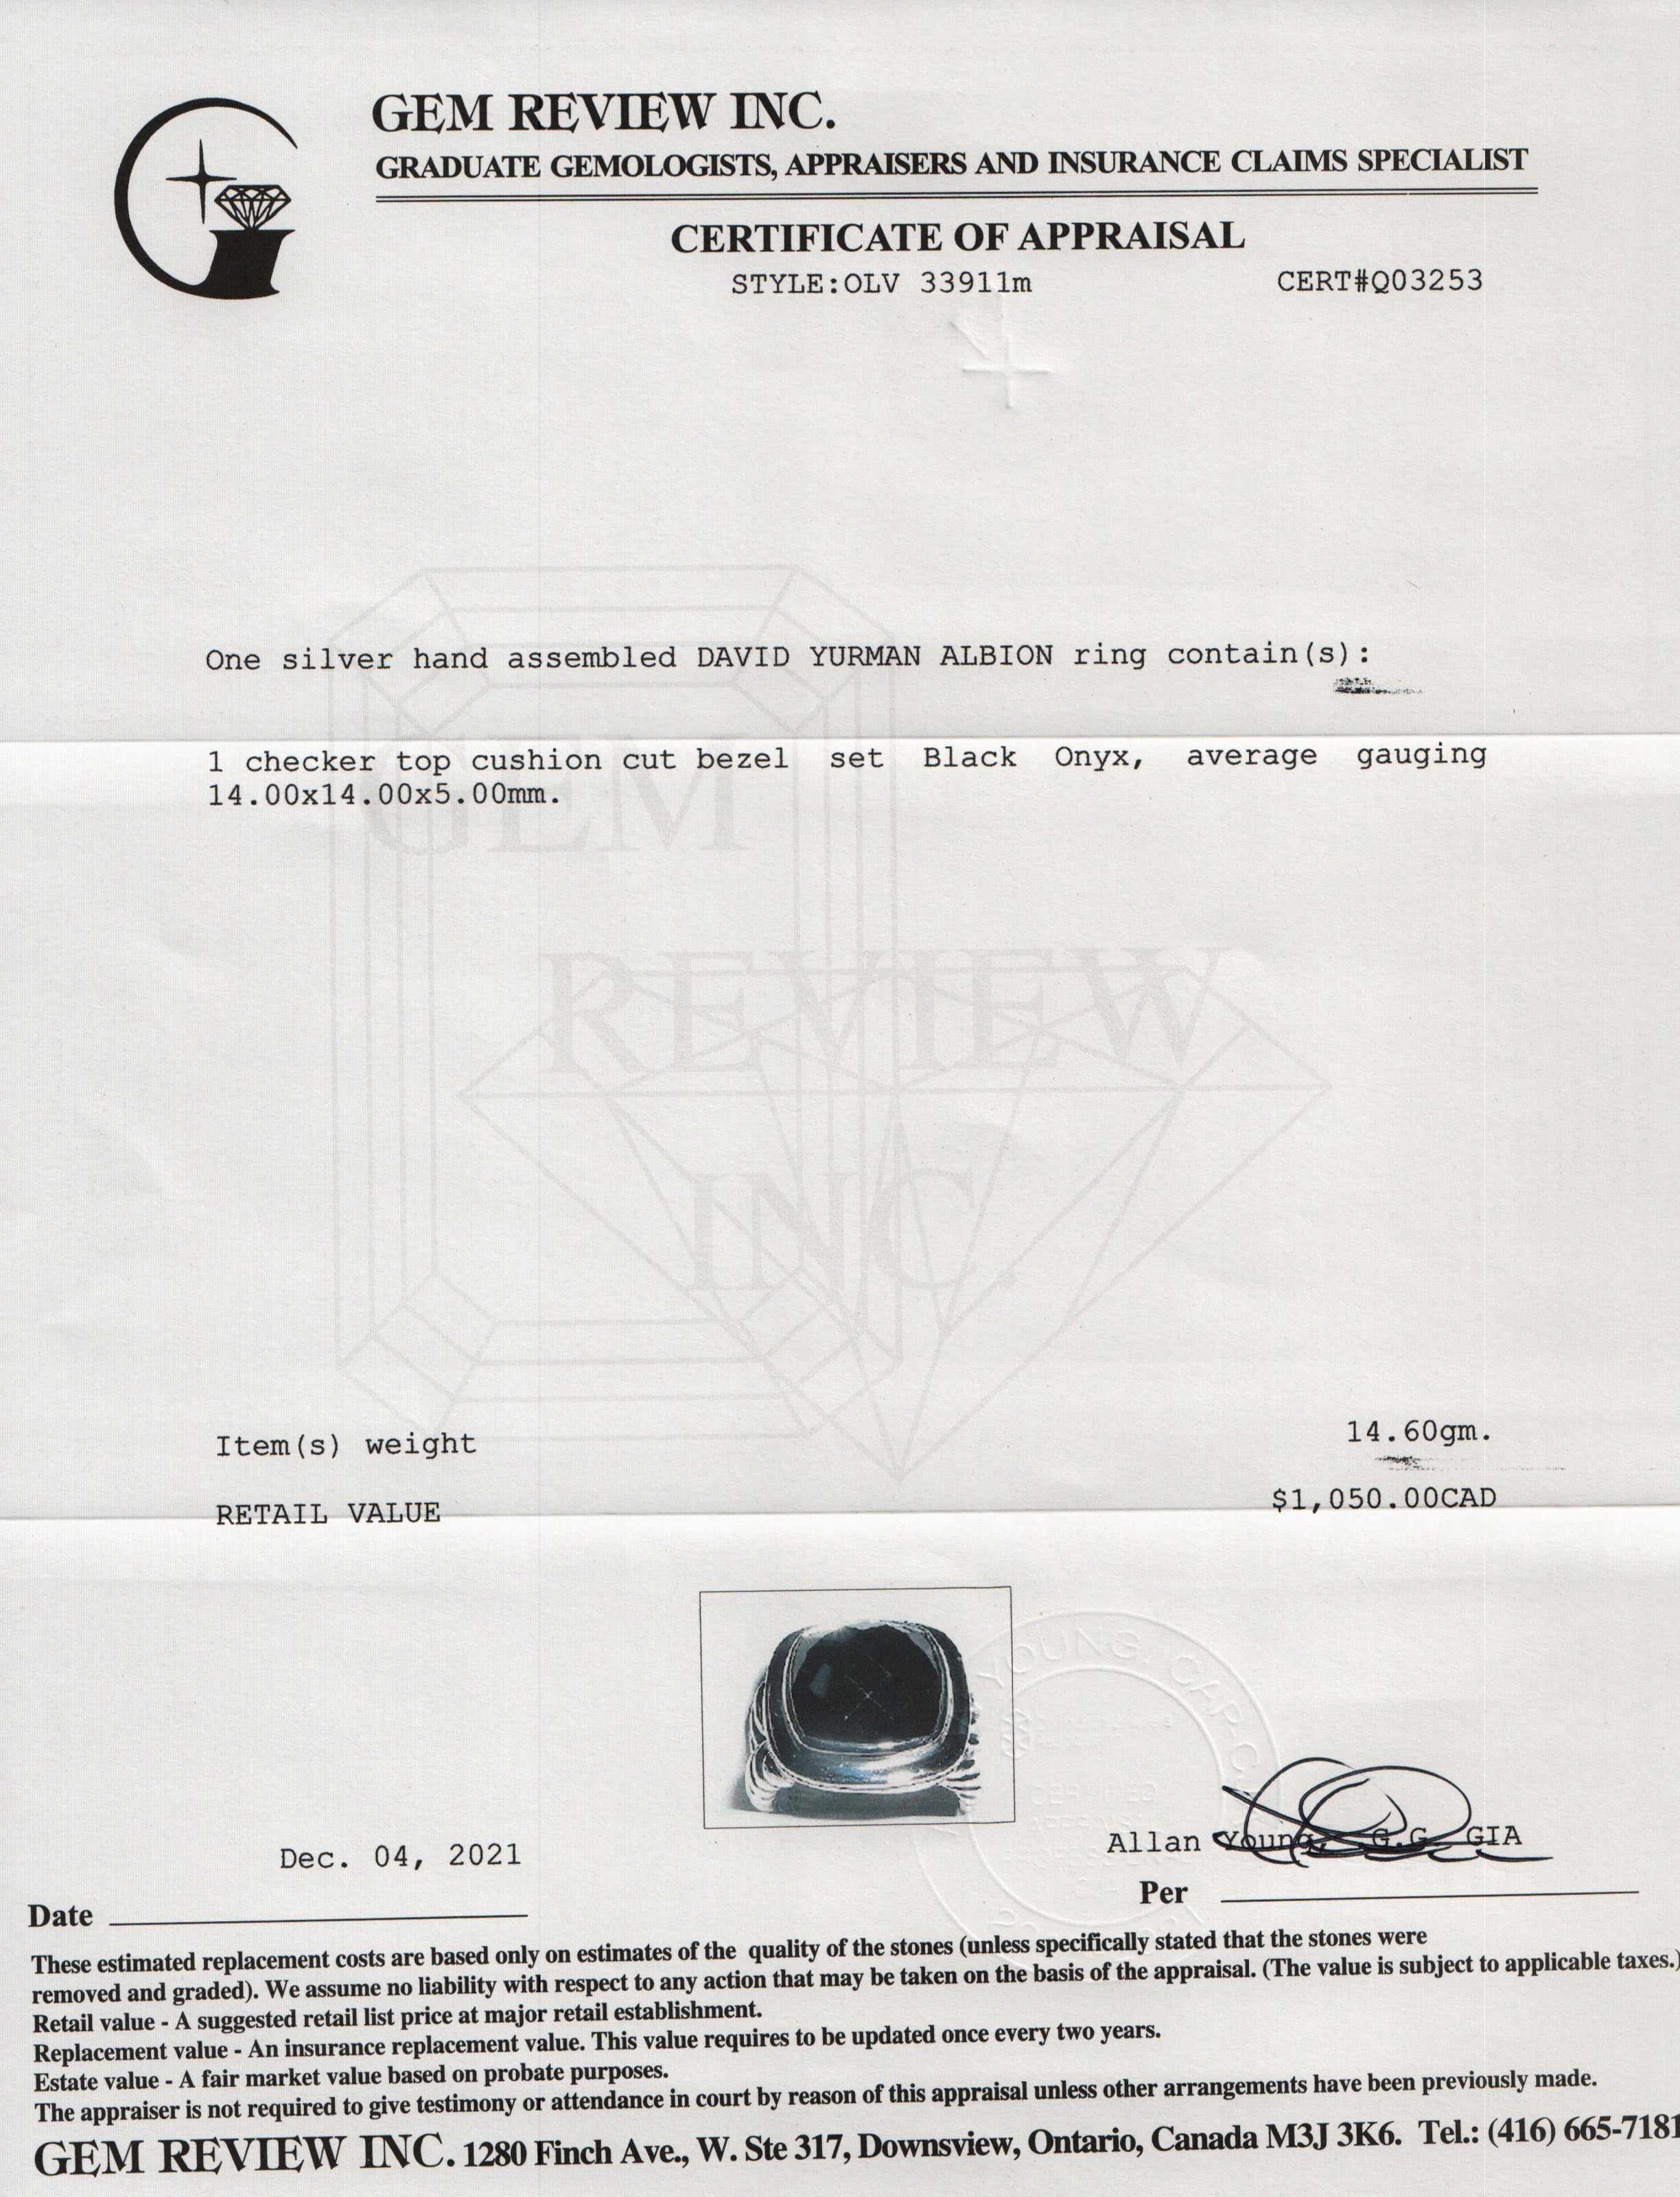 GEM REVIEW INC.
GRADUATE GEMOLOGISTS, APPRAISERS AND INSURANCE CLAIMS SPECIALIST
CERTIFICATE OF APPRAISAL
STYLE:OLV 33911m CERT#Q03253
One silver hand assembled DAVID YURMAN ALBION ring contain(s):
1 checker top cushion cut bezel set Black Onyx, average gauging
14.00x14.00x5.00mm.
GEM
REVIEW
INC.
Item(s) weight 14.60gm.
RETAIL VALUE $1,050.00CAD
YOUNG, CAP-C
Dec. 04, 2021
Allan Young, G.G. GIA
Date
Per
These estimated replacement costs are based only on estimates of the quality of the stones (unless specifically stated that the stones were
removed and graded). We assume no liability with respect to any action that may be taken on the basis of the appraisal. (The value is subject to applicable taxes.)
Retail value - A suggested retail list price at major retail establishment.
Replacement value - An insurance replacement value. This value requires to be updated once every two years.
Estate value - A fair market value based on probate purposes.
The appraiser is not required to give testimony or attendance in court by reason of this appraisal unless other arrangements have been previously made.
GEM REVIEW INC. 1280 Finch Ave., W. Ste 317, Downsview, Ontario, Canada M3J 3K6. Tel.: (416) 665-7181